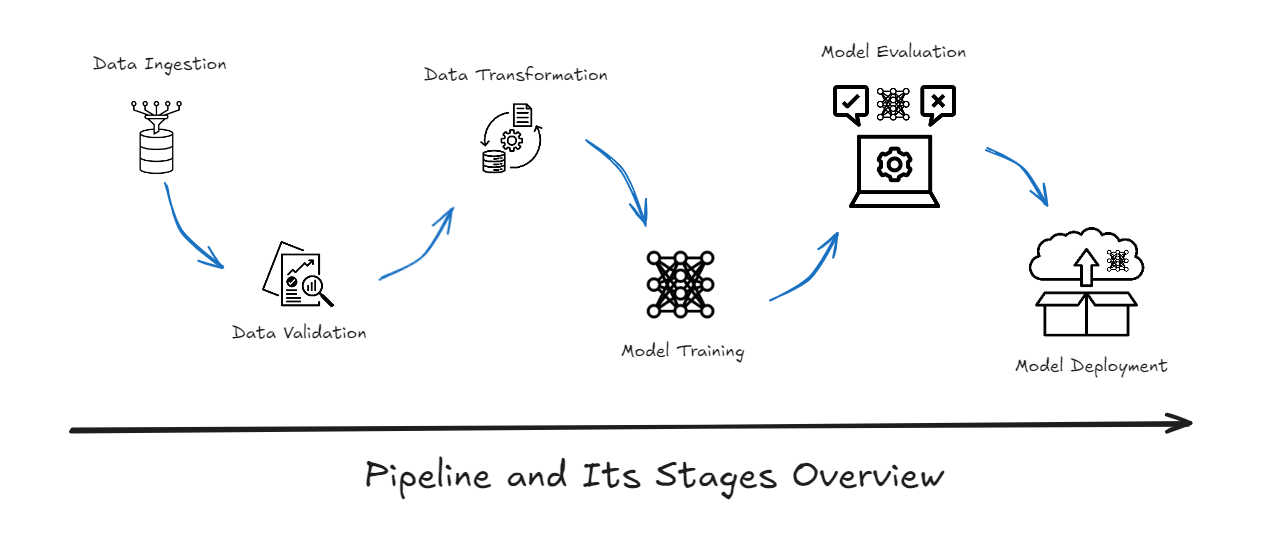 Data Ingestion
Data Validation
Data Transformation
Model Training
Model Evaluation
Model Deployment
Pipeline and Its Stages Overview